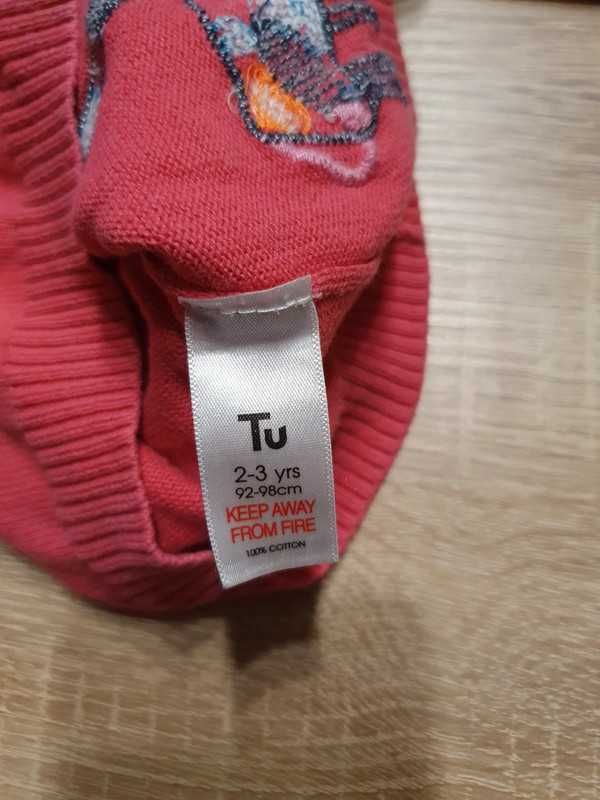 Tu
2-3 yrs
92-98cm
KEEP AWAY
FROM FIRE
100% COTTON